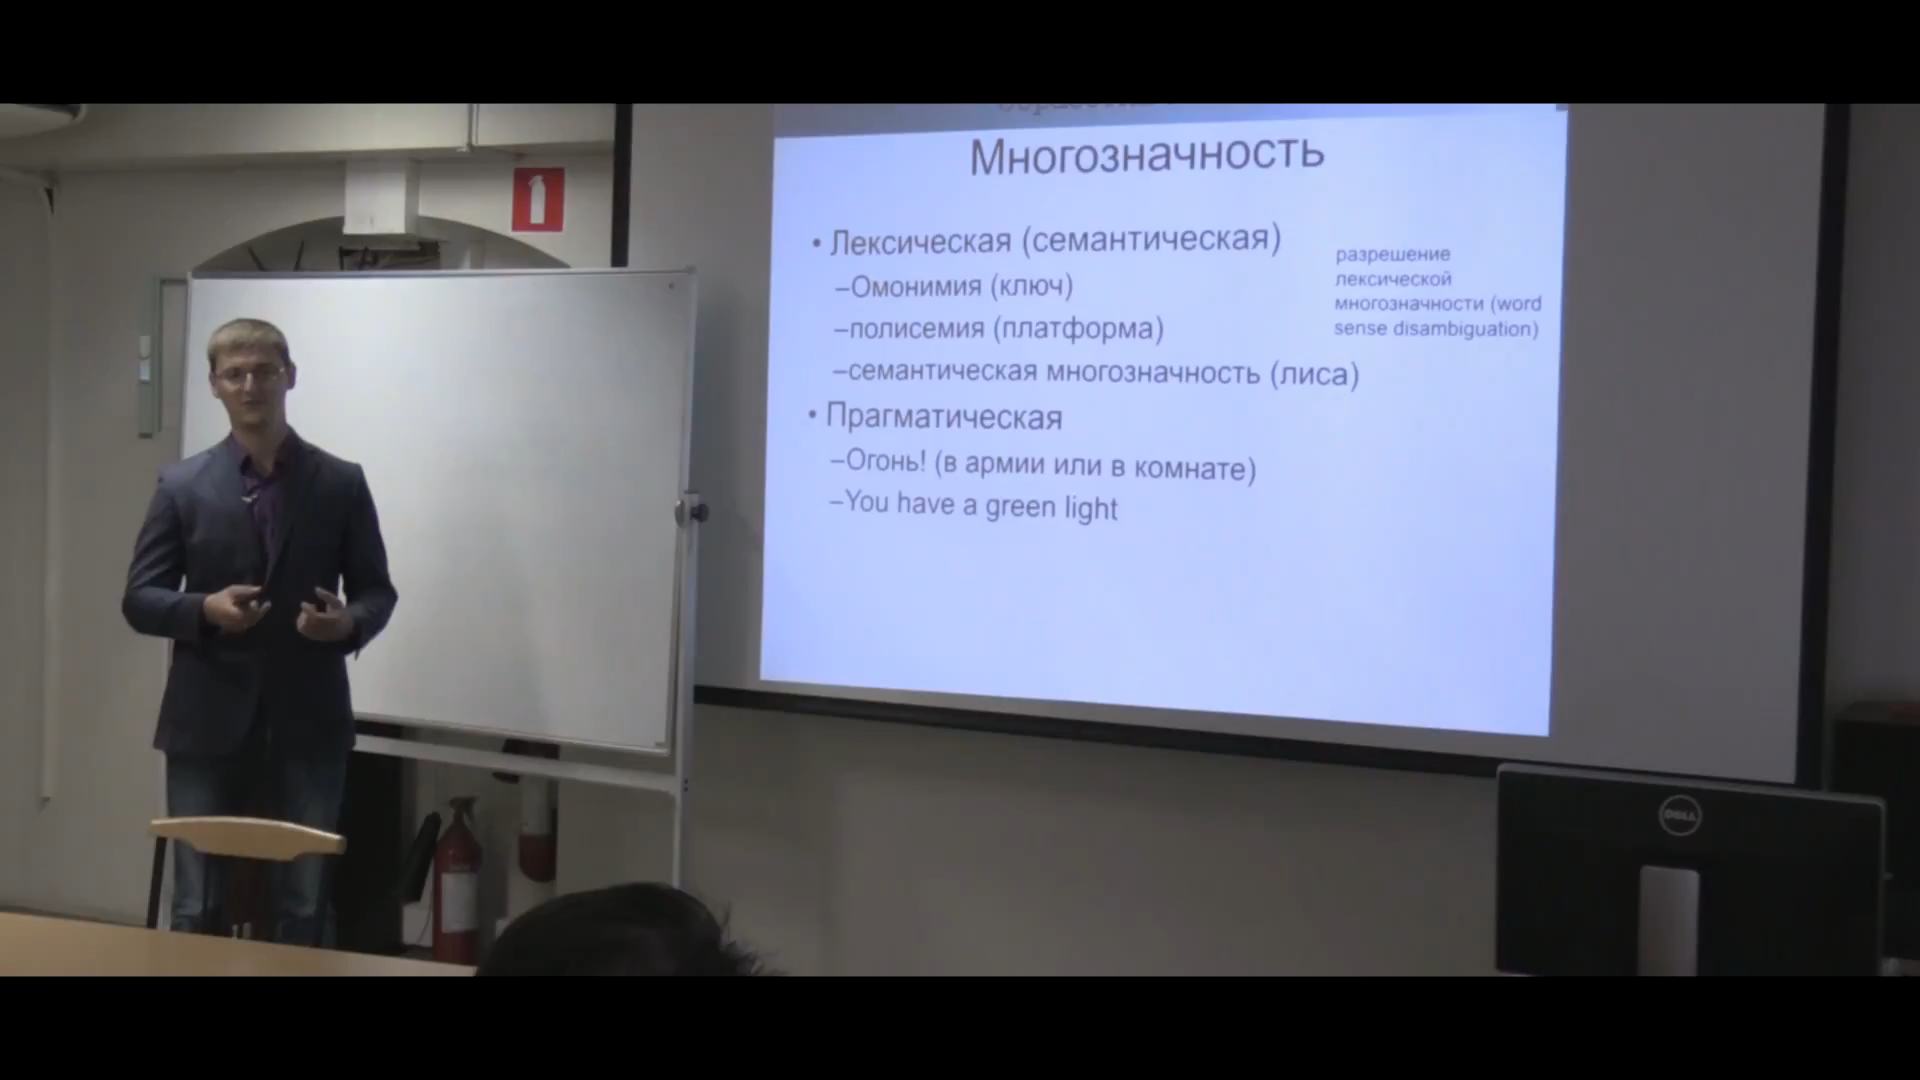 Многозначность
• Лексическая (семантическая)
–Омонимия (ключ)
–полисемия (платформа)
–семантическая многозначность (лиса)
• Прагматическая
–Огонь! (в армии или в комнате)
–You have a green light
разрешение
лексической
многозначности (word
sense disambiguation)
DELL